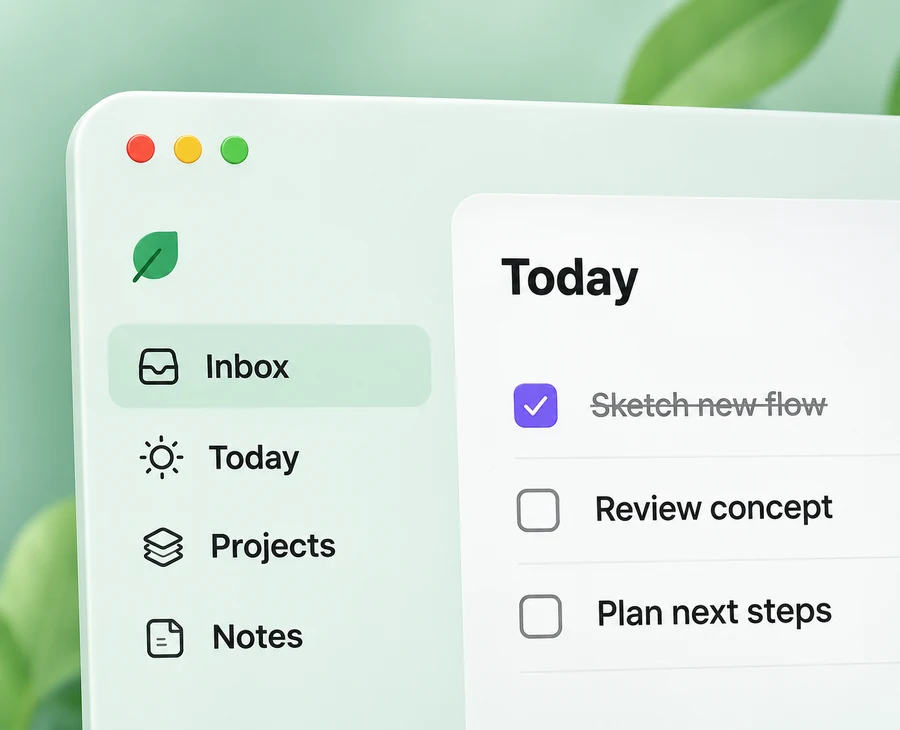 Inbox
Today
Projects
Notes
Today
Sketch new flow
Review concept
Plan next steps